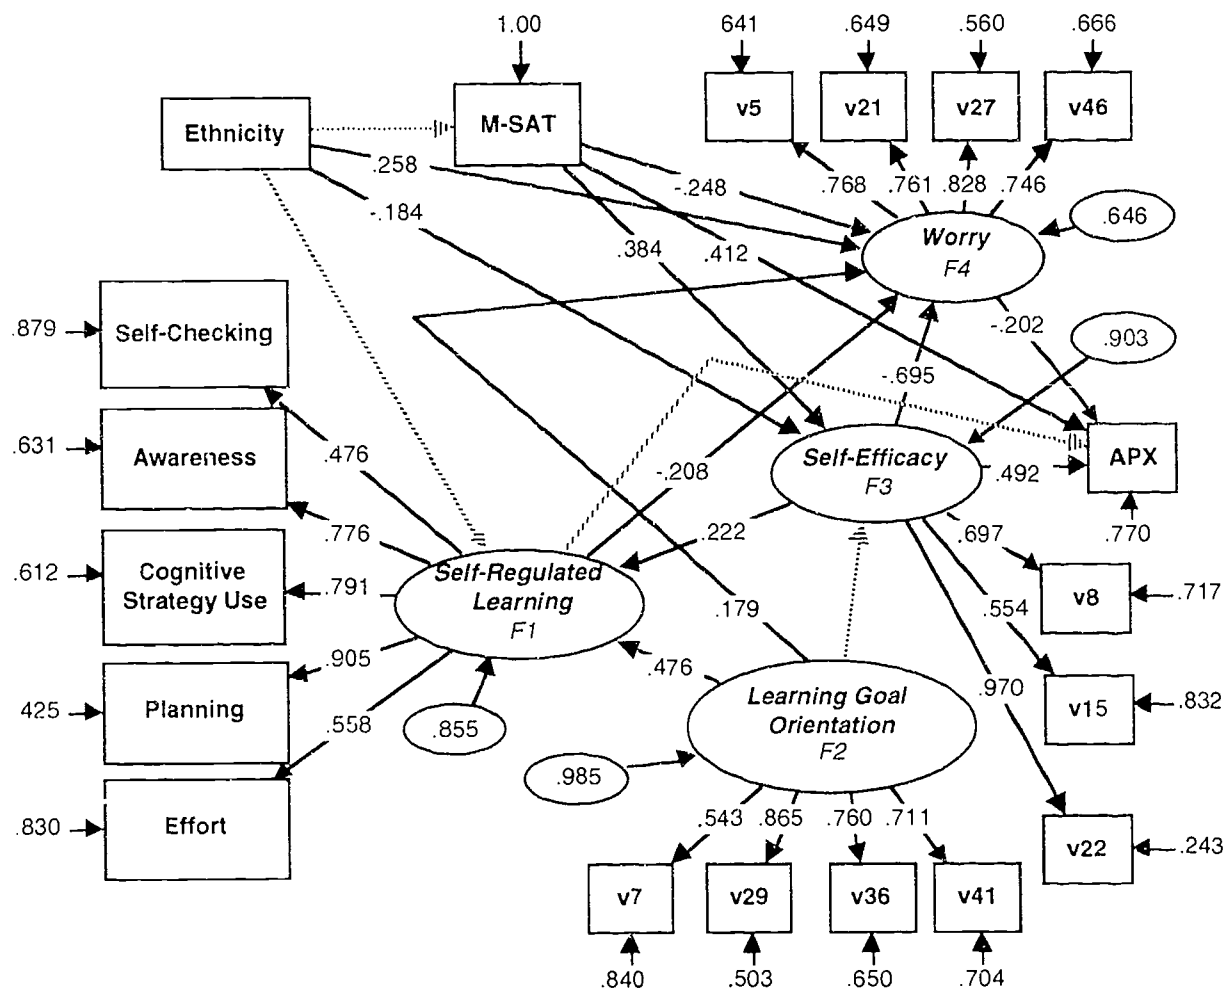 1.00
641
.649
.560
.666
Ethnicity
M-SAT
v5
v21
v27
v46
.258
-.248
.768
.761
.828
.746
-.184
.384
.412
Worry
F4
.646
.879
Self-Checking
-.202
.903
-.695
.631
Awareness
.476
-.208
Self-Efficacy
F3
.492
APX
.770
.776
.222
.697
.612
Cognitive
Strategy Use
.791
Self-Regulated
Learning
F1
.179
.554
v8
.717
.905
.476
.970
425
Planning
.558
.855
Learning Goal
Orientation
F2
v15
.832
.985
.830
Effort
.543
.865
.760
.711
v22
.243
v7
v29
v36
v41
.840
.503
.650
.704